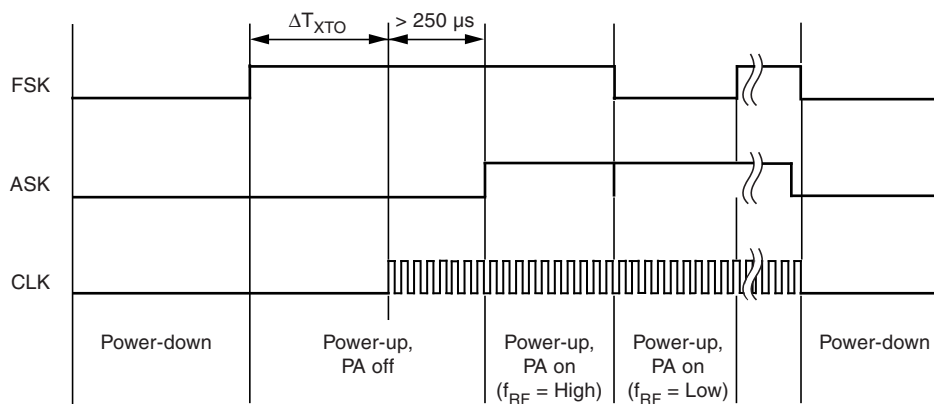 ΔT_XTO
> 250 µs
FSK
ASK
CLK
Power-down
Power-up,
PA off
Power-up,
PA on
(f_RF = High)
Power-up,
PA on
(f_RF = Low)
Power-down